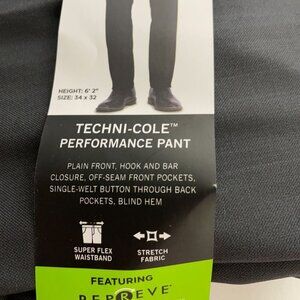 HEIGHT: 6' 2"
SIZE: 34 x 32
TECHNI-COLE™
PERFORMANCE PANT
PLAIN FRONT, HOOK AND BAR
CLOSURE, OFF-SEAM FRONT POCKETS,
SINGLE-WELT BUTTON THROUGH BACK
POCKETS, BLIND HEM
SUPER FLEX
WAISTBAND
STRETCH
FABRIC
FEATURING
REPREVE